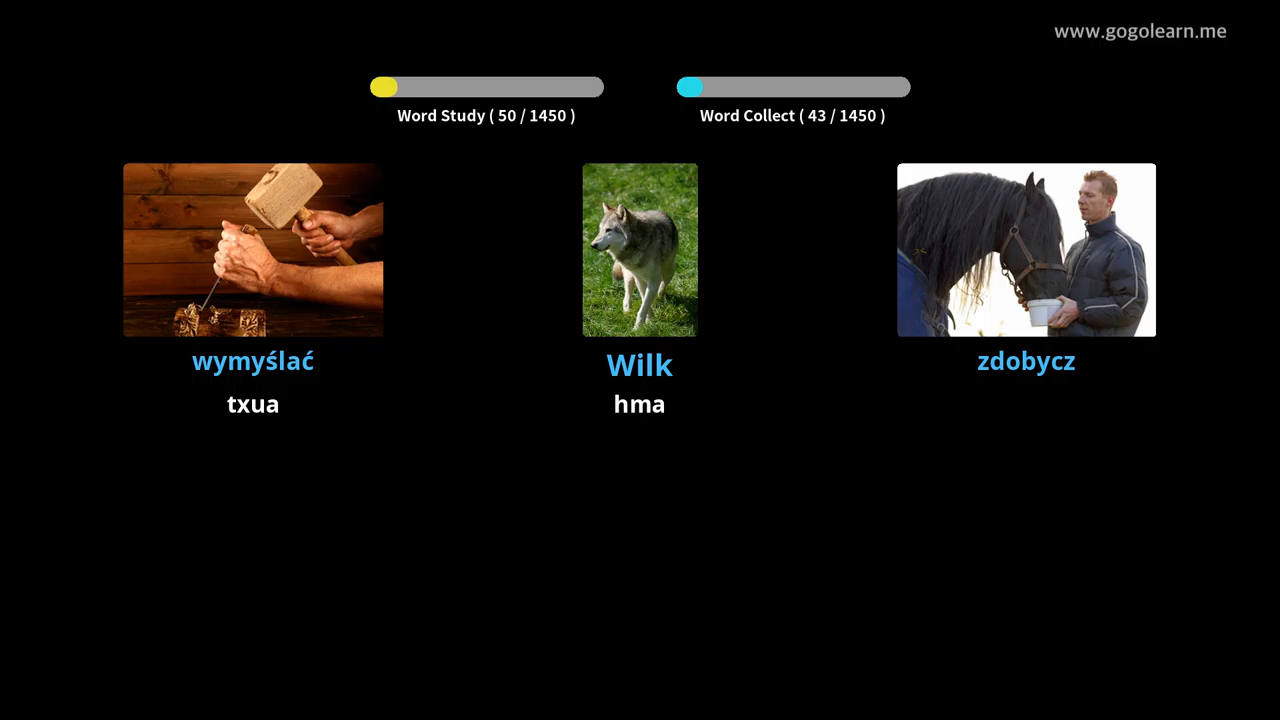 www.gogolearn.me
Word Study ( 50 / 1450 )
Word Collect ( 43 / 1450 )
wymyślać
Wilk
zdobycz
txua
hma